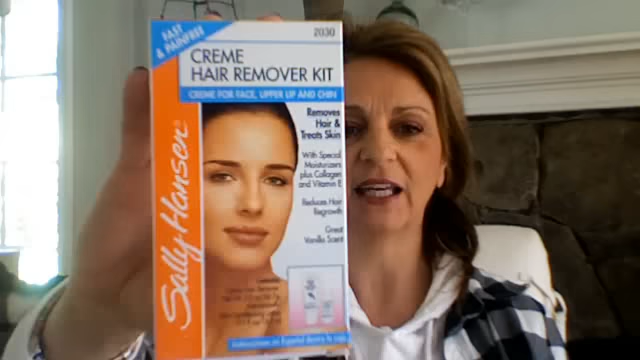 2030
FAST
& PAINFREE
CREME
HAIR REMOVER KIT
CREME FOR FACE, UPPER LIP AND CHIN
Sally Hansen®
Removes
Hair &
Treats Skin
With Special
Moisturizers
plus Collagen
and Vitamin E
Reduces Hair
Regrowth
Great
Vanilla Scent